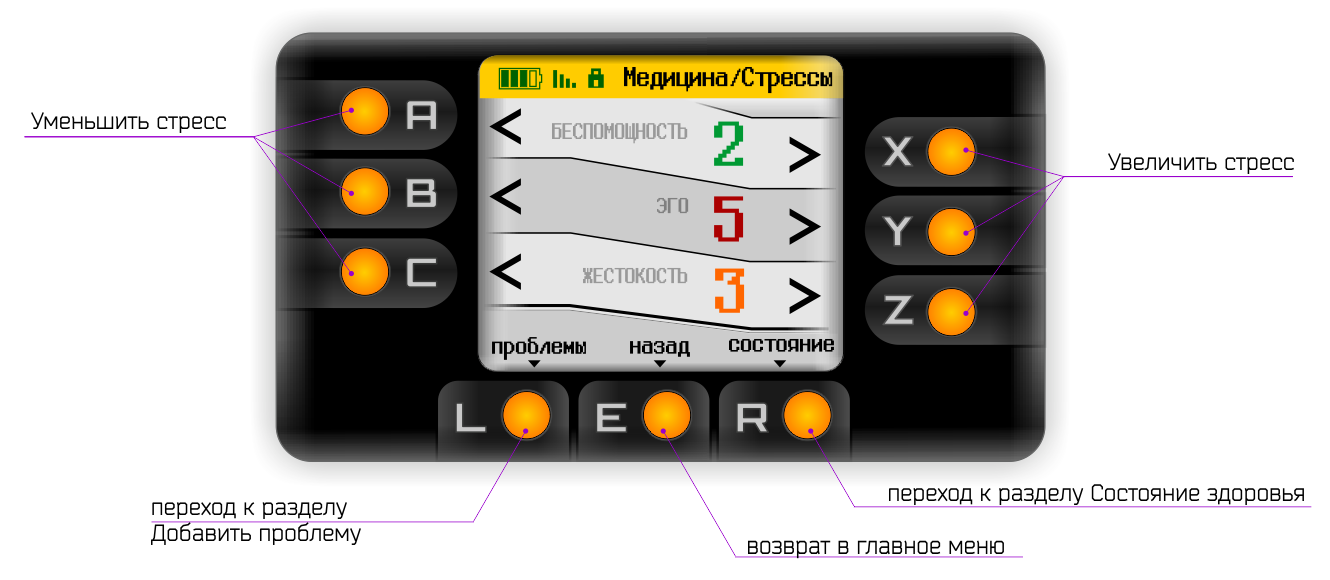 Медицина/Стрессы
Уменьшить стресс
A
БЕСПОМОЩНОСТЬ
2
X
Увеличить стресс
B
ЭГО
5
Y
C
ЖЕСТОКОСТЬ
3
Z
проблемы
назад
состояние
L
E
R
переход к разделу
Добавить проблему
переход к разделу Состояние здоровья
возврат в главное меню